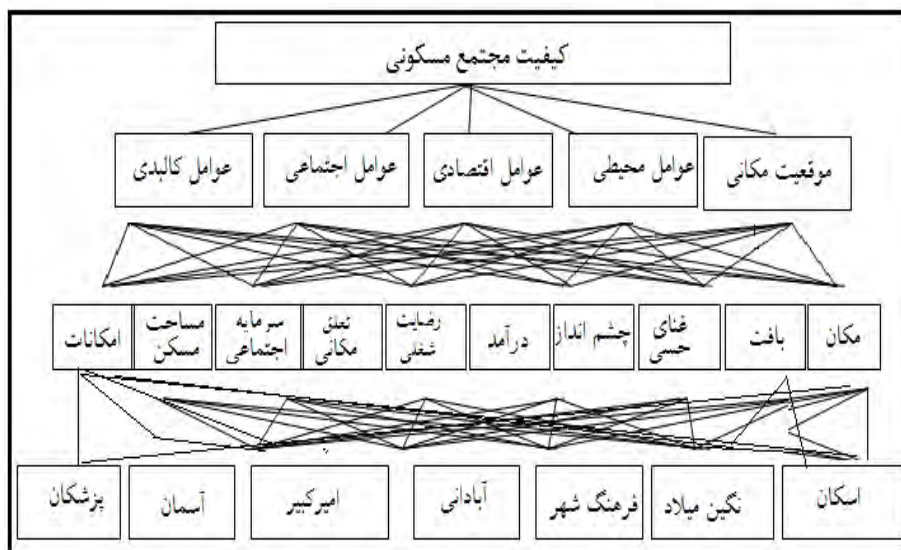 کیفیت مجتمع مسکونی
موقعیت مکانی
عوامل محیطی
عوامل اقتصادی
عوامل اجتماعی
عوامل کالبدی
مکان
بافت
غنای
حسی
چشم انداز
درآمد
رضایت
شغلی
تعلق
مکانی
سرمایه
اجتماعی
مساحت
مسکن
امکانات
اسکان
نگین میلاد
فرهنگ شهر
آبادانی
امیرکبیر
آسمان
پزشکان